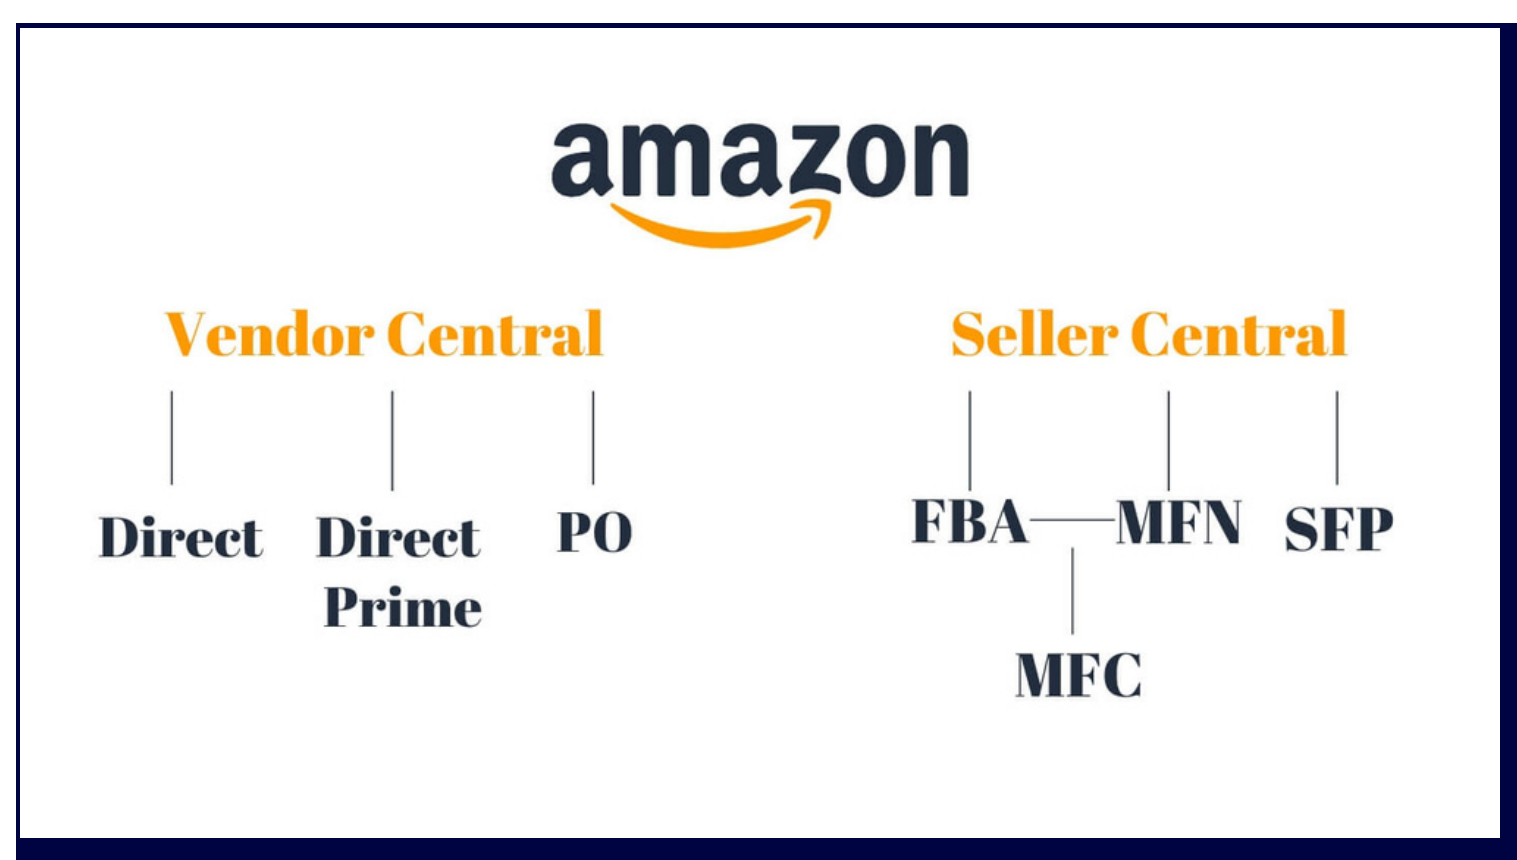 amazon
Vendor Central
Seller Central
Direct
Direct
Prime
PO
FBA
MFN
SFP
MFC